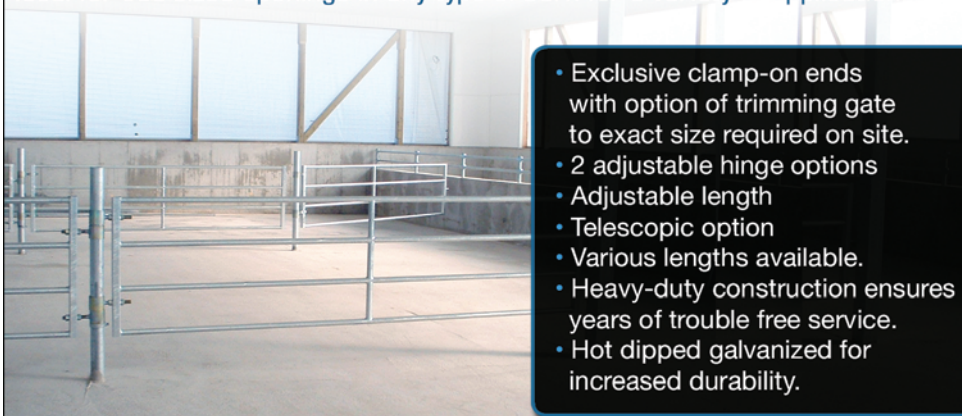 • Exclusive clamp-on ends
with option of trimming gate
to exact size required on site.
• 2 adjustable hinge options
• Adjustable length
• Telescopic option
• Various lengths available.
• Heavy-duty construction ensures
years of trouble free service.
• Hot dipped galvanized for
increased durability.